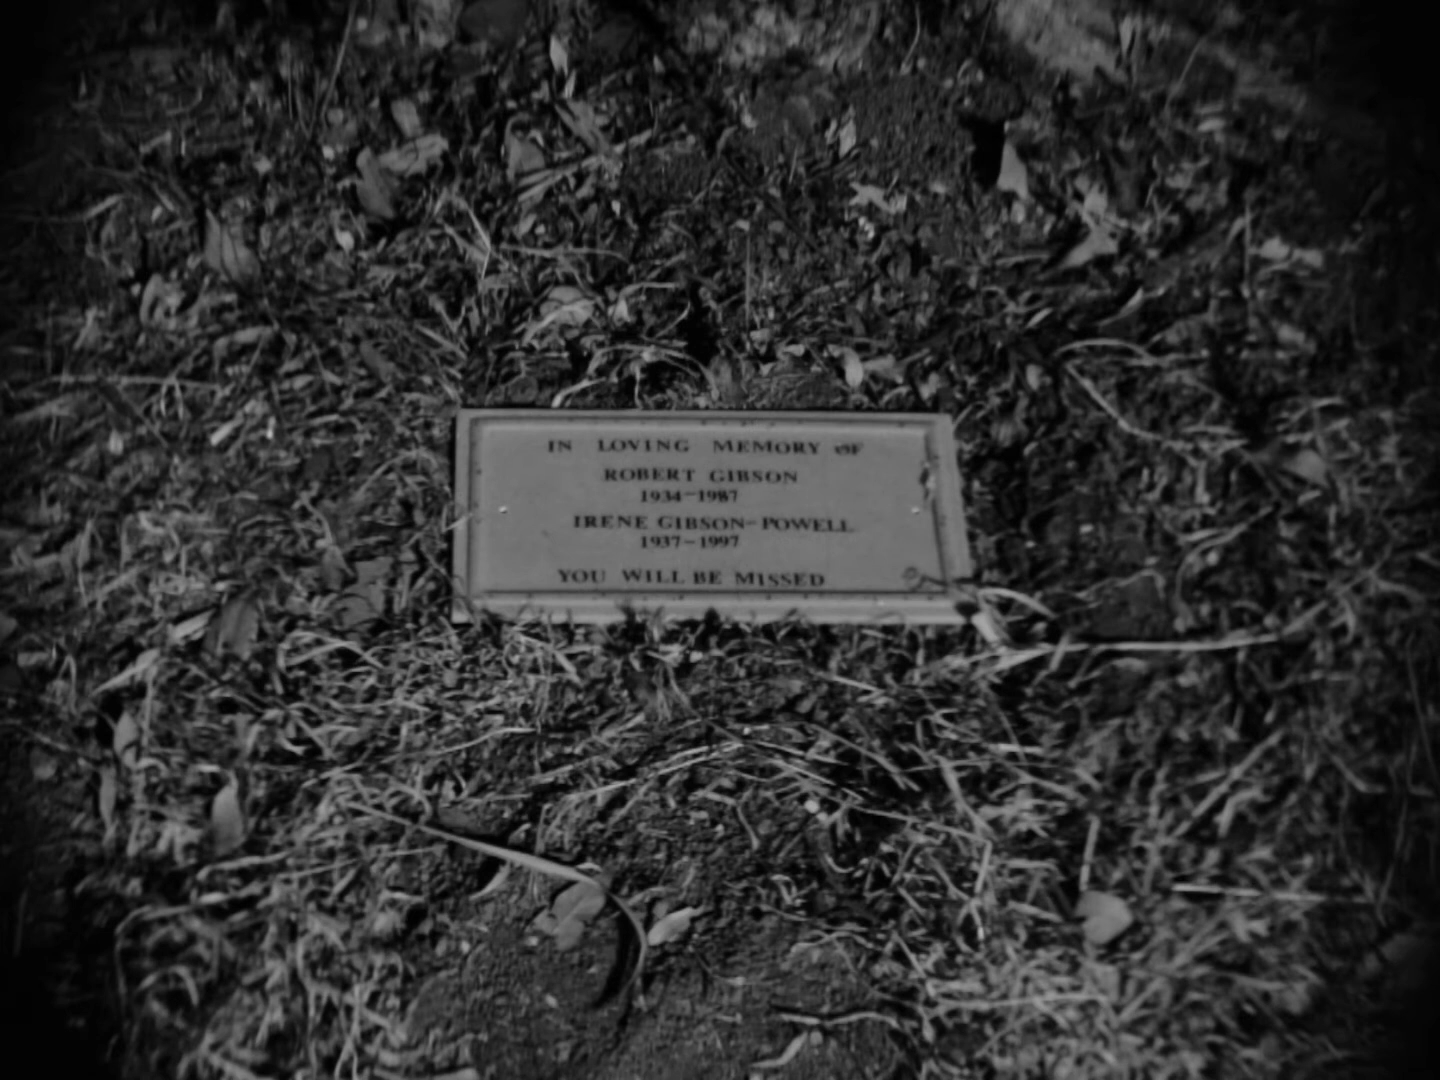 IN LOVING MEMORY OF
ROBERT GIBSON
1934-1987
IRENE GIBSON-POWELL
1937-1997
YOU WILL BE MISSED